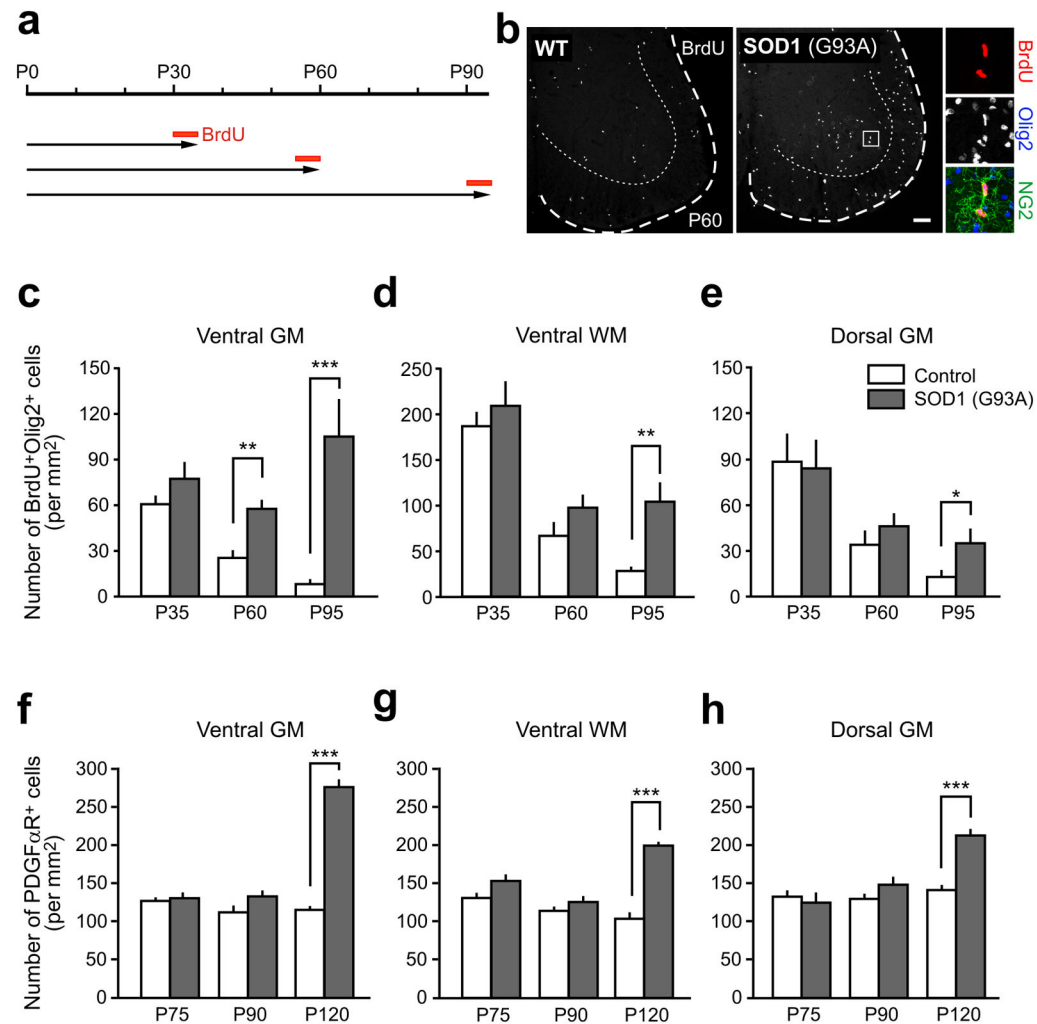 a
P0 P30 P60 P90
BrdU
b
WT
BrdU
P60
SOD1 (G93A)
BrdU
Olig2
NG2
c
Ventral GM
Number of BrdU⁺Olig2⁺ cells
(per mm²)
150
120
90
60
30
0
**
***
P35 P60 P95
d
Ventral WM
250
200
150
100
50
0
**
P35 P60 P95
e
Dorsal GM
Control
SOD1 (G93A)
150
120
90
60
30
0
*
P35 P60 P95
f
Ventral GM
Number of PDGFαR⁺ cells
(per mm²)
300
250
200
150
100
50
0
***
P75 P90 P120
g
Ventral WM
300
250
200
150
100
50
0
***
P75 P90 P120
h
Dorsal GM
300
250
200
150
100
50
0
***
P75 P90 P120